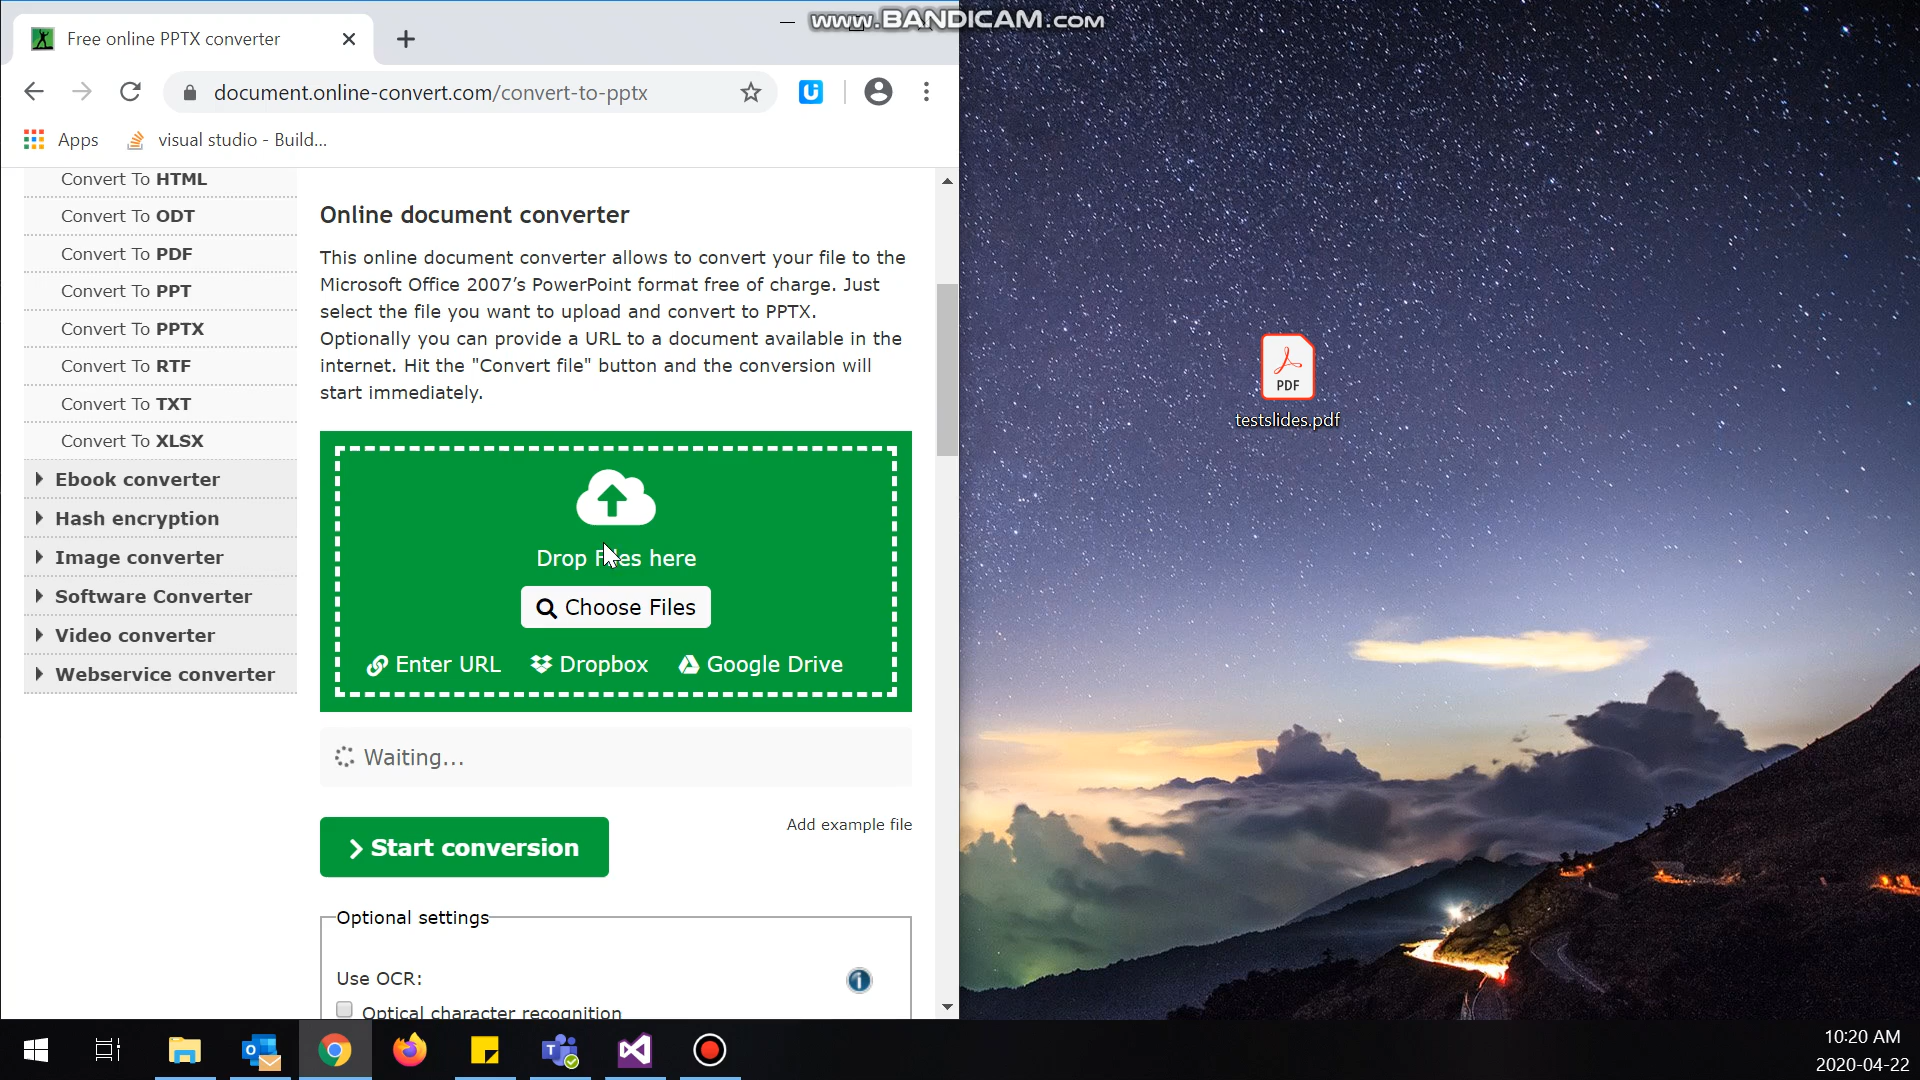 Free online PPTX converter
www.BANDICAM.com
document.online-convert.com/convert-to-pptx
Apps
visual studio - Build...
Convert To HTML
Convert To ODT
Convert To PDF
Convert To PPT
Convert To PPTX
Convert To RTF
Convert To TXT
Convert To XLSX
Ebook converter
Hash encryption
Image converter
Software Converter
Video converter
Webservice converter
Online document converter
This online document converter allows to convert your file to the
Microsoft Office 2007’s PowerPoint format free of charge. Just
select the file you want to upload and convert to PPTX.
Optionally you can provide a URL to a document available in the
internet. Hit the "Convert file" button and the conversion will
start immediately.
Drop Files here
Choose Files
Enter URL Dropbox Google Drive
Waiting...
Start conversion
Add example file
Optional settings
Use OCR:
Optical character recognition
PDF
testslides.pdf
10:20 AM
2020-04-22